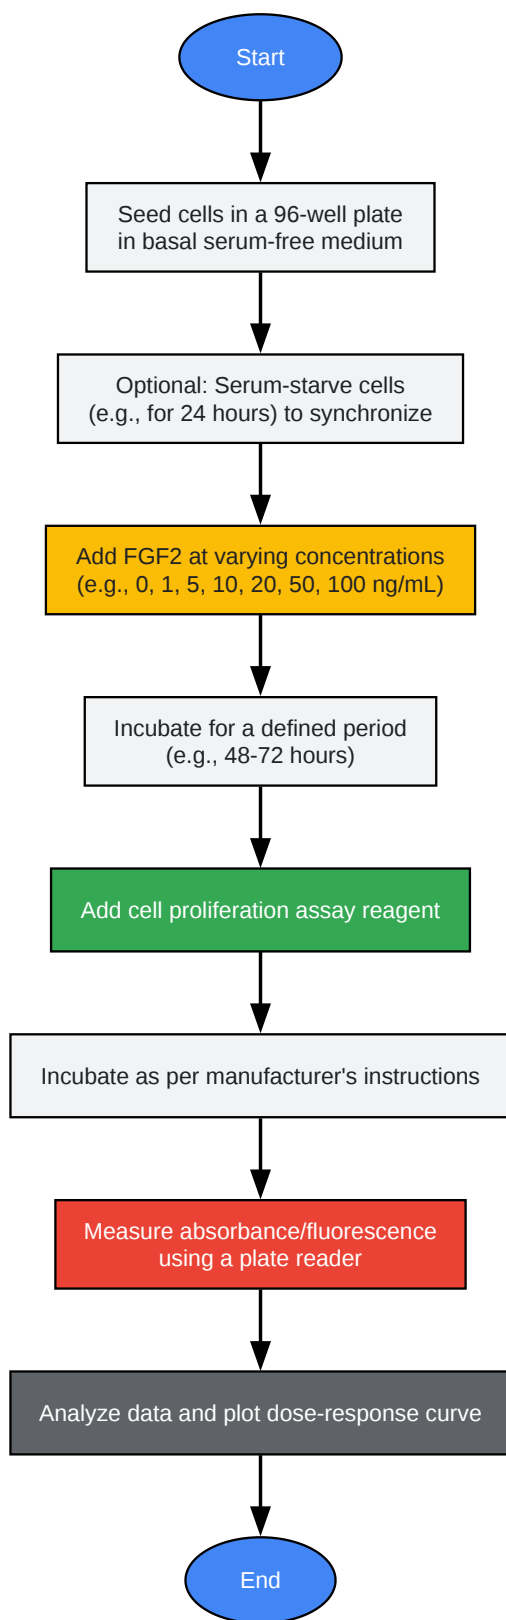 Start
Seed cells in a 96-well plate
in basal serum-free medium
Optional: Serum-starve cells
(e.g., for 24 hours) to synchronize
Add FGF2 at varying concentrations
(e.g., 0, 1, 5, 10, 20, 50, 100 ng/mL)
Incubate for a defined period
(e.g., 48-72 hours)
Add cell proliferation assay reagent
Incubate as per manufacturer's instructions
Measure absorbance/fluorescence
using a plate reader
Analyze data and plot dose-response curve
End